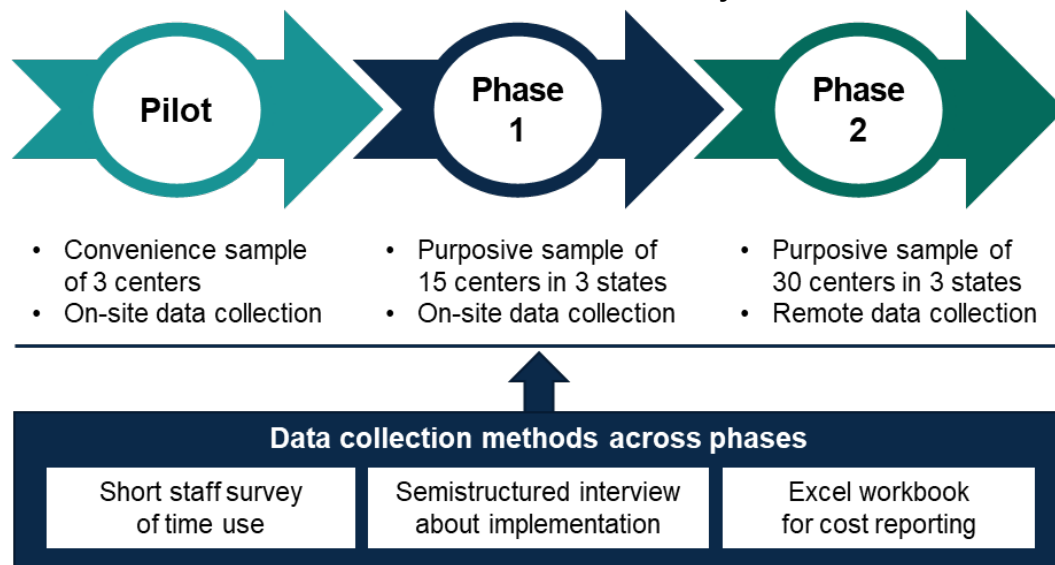 Pilot
Phase
1
Phase
2
• Convenience sample
of 3 centers
• On-site data collection
• Purposive sample of
15 centers in 3 states
• On-site data collection
• Purposive sample of
30 centers in 3 states
• Remote data collection
Data collection methods across phases
Short staff survey
of time use
Semistructured interview
about implementation
Excel workbook
for cost reporting